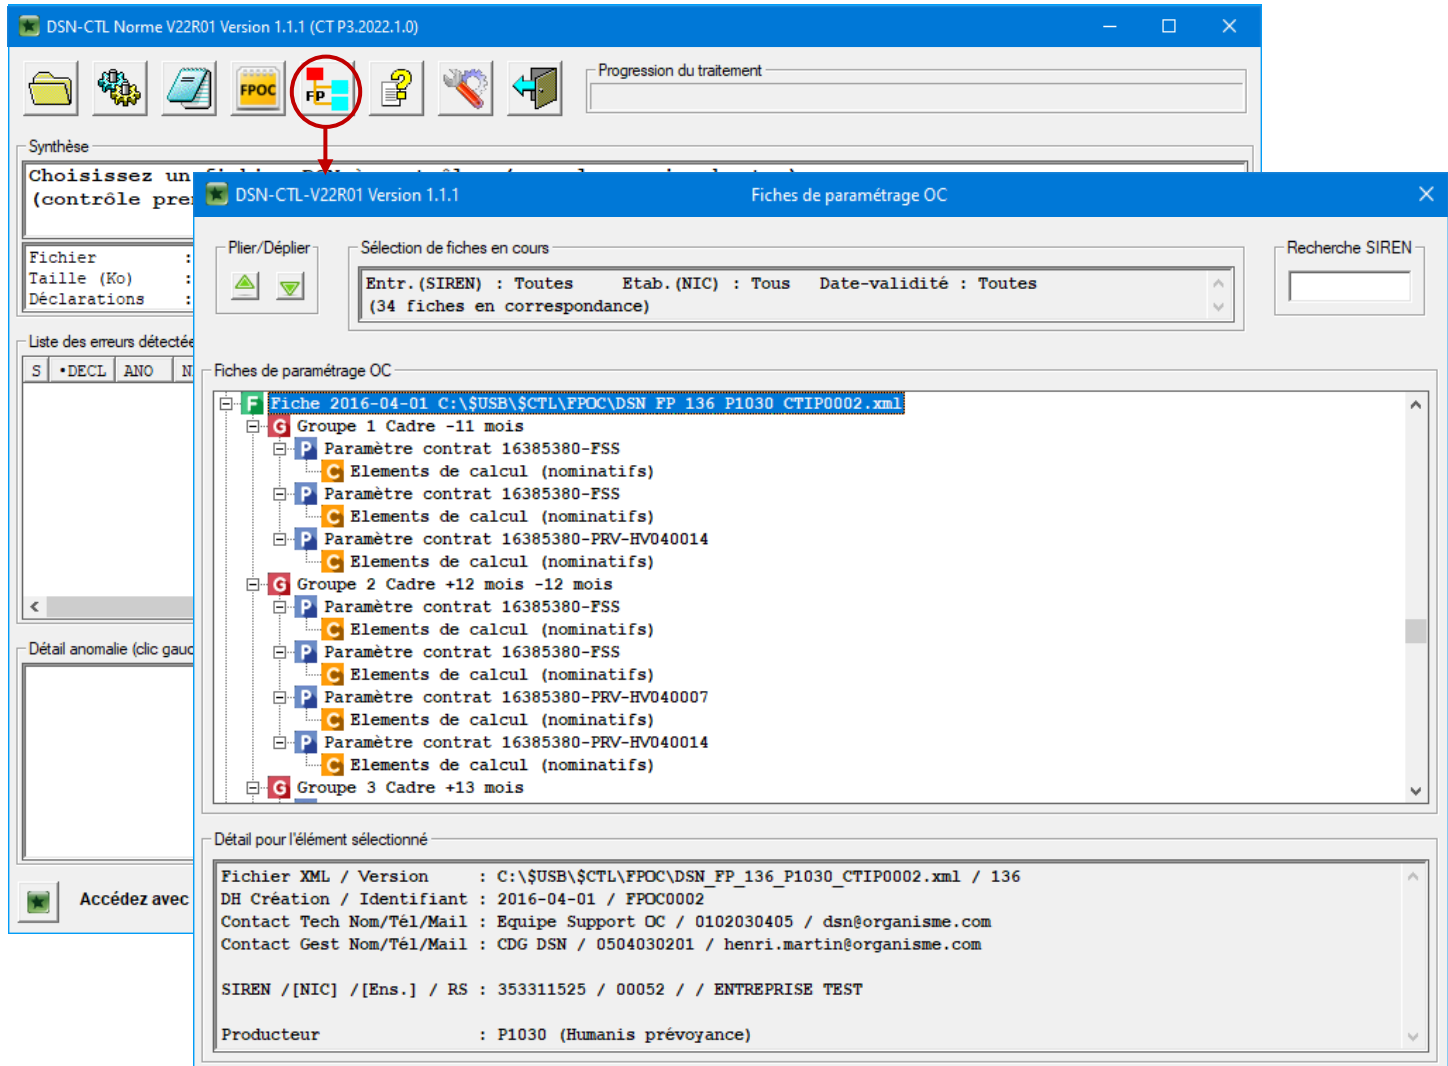 DSN-CTL Norme V22R01 Version 1.1.1 (CT P3.2022.1.0)
FPOC
FP
Progression du traitement
Synthèse
Choisissez un
(contrôle
Fichier :
Taille (Ko) :
Déclarations :
Liste des erreurs
S •DECL ANO
Détail anomalie (clic
Accédez avec
DSN-CTL-V22R01 Version 1.1.1 Fiches de paramétrage OC
Plier/Déplier
Sélection de fiches en cours
Recherche SIREN
Entr.(SIREN) : Toutes Etab.(NIC) : Tous Date-validité : Toutes
(34 fiches en correspondance)
Fiches de paramétrage OC
F Fiche 2016-04-01 C:\$USB\$CTL\FPOC\DSN_FP_136_P1030_CTIP0002.xml
G Groupe 1 Cadre -11 mois
P Paramètre contrat 16385380-FSS
C Elements de calcul (nominatifs)
P Paramètre contrat 16385380-FSS
C Elements de calcul (nominatifs)
P Paramètre contrat 16385380-PRV-HV040014
C Elements de calcul (nominatifs)
G Groupe 2 Cadre +12 mois -12 mois
P Paramètre contrat 16385380-FSS
C Elements de calcul (nominatifs)
P Paramètre contrat 16385380-FSS
C Elements de calcul (nominatifs)
P Paramètre contrat 16385380-PRV-HV040007
C Elements de calcul (nominatifs)
P Paramètre contrat 16385380-PRV-HV040014
C Elements de calcul (nominatifs)
G Groupe 3 Cadre +13 mois
Détail pour l'élément sélectionné
Fichier XML / Version : C:\$USB\$CTL\FPOC\DSN_FP_136_P1030_CTIP0002.xml / 136
DH Création / Identifiant : 2016-04-01 / FPOC0002
Contact Tech Nom/Tél/Mail : Equipe Support OC / 0102030405 / dsn@organisme.com
Contact Gest Nom/Tél/Mail : CDG DSN / 0504030201 / henri.martin@organisme.com
SIREN /[NIC] /[Ens.] / RS : 353311525 / 00052 / / ENTREPRISE TEST
Producteur : P1030 (Humanis prévoyance)